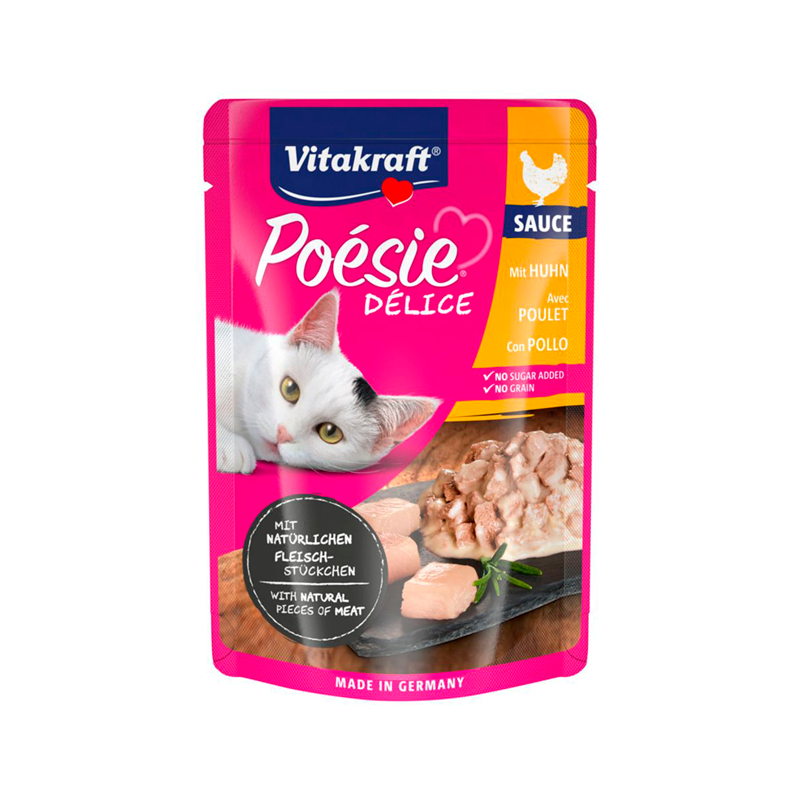 Vitakraft®
Poésie®
DÉLICE
SAUCE
Mit HUHN
Avec
POULET
Con POLLO
✓NO SUGAR ADDED
✓NO GRAIN
MIT
NATÜRLICHEN
FLEISCH-
STÜCKCHEN
WITH NATURAL
PIECES OF MEAT
MADE IN GERMANY